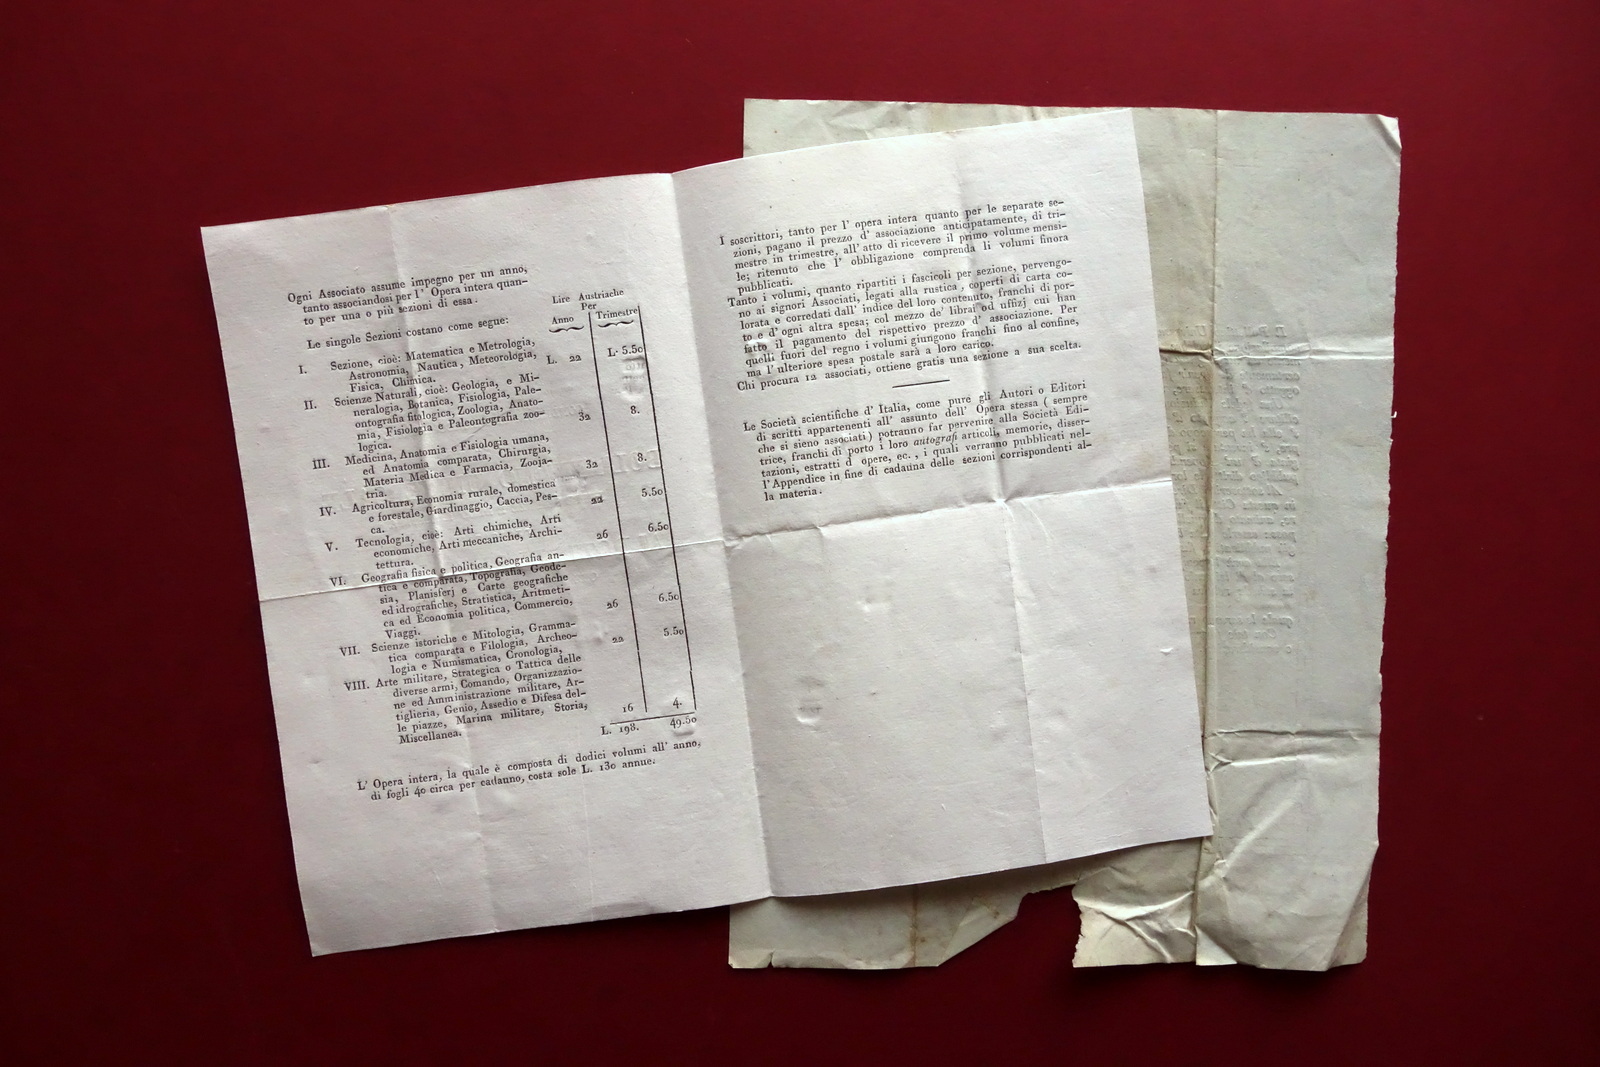 Ogni Associato assume impegno per un anno,
tanto associandosi per l' Opera intera quan-
to per una o più sezioni di essa.
Le singole Sezioni costano come segue:
Lire Austriache
Per
Anno Trimestre
I. Sezione, cioè: Matematica e Metrologia,
Astronomia, Nautica, Meteorologia,
Fisica, Chimica. L. 22 L. 5.50
II. Scienze Naturali, cioè: Geologia, e Mi-
neralogia, Botanica, Fisiologia, Pale-
ontografia fitologica, Zoologia, Anato-
mia, Fisiologia e Paleontografia zoo-
logica. 32 8.
III. Medicina, Anatomia e Fisiologia umana,
ed Anatomia comparata, Chirurgia,
Materia Medica e Farmacia, Zooja-
tria. 32 8.
IV. Agricoltura, Economia rurale, domestica
e forestale, Giardinaggio, Caccia, Pes-
ca. 22 5.50
V. Tecnologia, cioè: Arti chimiche, Arti
economiche, Arti meccaniche, Archi-
tettura. 26 6.50
VI. Geografia fisica e politica, Geografia an-
tica e comparata, Topografia, Geode-
sia, Planisferj e Carte geografiche
ed idrografiche, Stratistica, Aritmeti-
ca ed Economia politica, Commercio,
Viaggi. 26 6.50
VII. Scienze istoriche e Mitologia, Gramma-
tica comparata e Filologia, Archeo-
logia e Numismatica, Cronologia, 22 5.50
VIII. Arte militare, Strategica o Tattica delle
diverse armi, Comando, Organizzazio-
ne ed Amministrazione militare, Ar-
tiglieria, Genio, Assedio e Difesa del-
le piazze, Marina militare, Storia,
Miscellanea. 16 4.
L. 198. 49.50
L' Opera intera, la quale è composta di dodici volumi all' anno,
di fogli 40 circa per cadauno, costa sole L. 130 annue.
I soscrittori, tanto per l' opera intera quanto per le separate se-
zioni, pagano il prezzo d' associazione anticipatamente, di tri-
mestre in trimestre, all' atto di ricevere il primo volume mensi-
le; ritenuto che l' obbligazione comprenda li volumi finora
pubblicati.
Tanto i volumi, quanto ripartiti i fascicoli per sezione, pervengo-
no ai signori Associati, legati alla rustica, coperti di carta co-
lorata e corredati dall' indice del loro contenuto, franchi di por-
to e d' ogni altra spesa; col mezzo de' librai od uffizj cui han
fatto il pagamento del rispettivo prezzo d' associazione. Per
quelli fuori del regno i volumi giungono franchi fino al confine,
ma l' ulteriore spesa postale sarà a loro carico.
Chi procura 12 associati, ottiene gratis una sezione a sua scelta.
Le Società scientifiche d' Italia, come pure gli Autori o Editori
di scritti appartenenti all' assunto dell' Opera stessa (sempre
che si sieno associati) potranno far pervenire alla Società Edi-
trice, franchi di porto i loro autografi articoli, memorie, disser-
tazioni, estratti d' opere, ec., i quali verranno pubblicati nel-
l' Appendice in fine di cadauna delle sezioni corrispondenti al-
la materia.